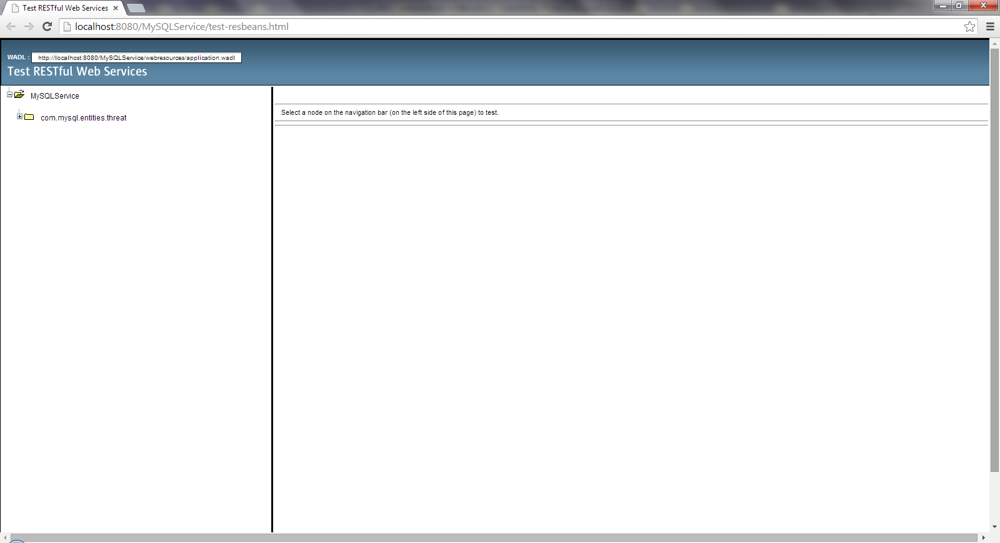 Test RESTful Web Services
localhost:8080/MySQLService/test-resbeans.html
WADL : http://localhost:8080/MySQLService/webresources/application.wadl
Test RESTful Web Services
MySQLService
com.mysql.entities.threat
Select a node on the navigation bar (on the left side of this page) to test.